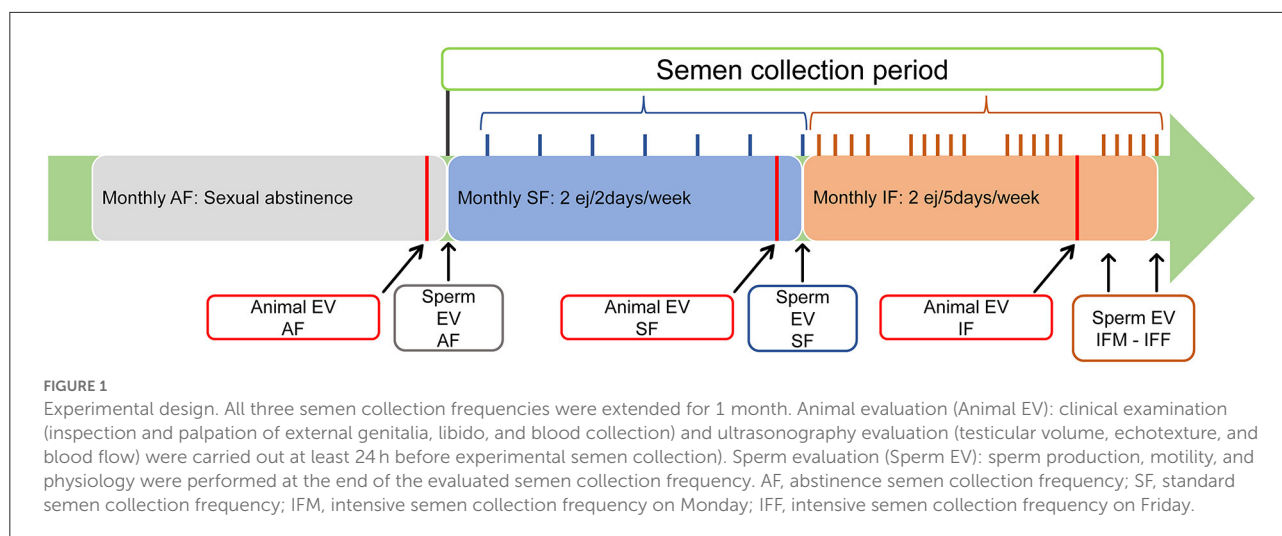 Semen collection period
Monthly AF: Sexual abstinence
Monthly SF: 2 ej/2days/week
Monthly IF: 2 ej/5days/week
Animal EV
AF
Sperm
EV
AF
Animal EV
SF
Sperm
EV
SF
Animal EV
IF
Sperm EV
IFM - IFF
FIGURE 1
Experimental design. All three semen collection frequencies were extended for 1 month. Animal evaluation (Animal EV): clinical examination
(inspection and palpation of external genitalia, libido, and blood collection) and ultrasonography evaluation (testicular volume, echotexture, and
blood flow) were carried out at least 24 h before experimental semen collection). Sperm evaluation (Sperm EV): sperm production, motility, and
physiology were performed at the end of the evaluated semen collection frequency. AF, abstinence semen collection frequency; SF, standard
semen collection frequency; IFM, intensive semen collection frequency on Monday; IFF, intensive semen collection frequency on Friday.